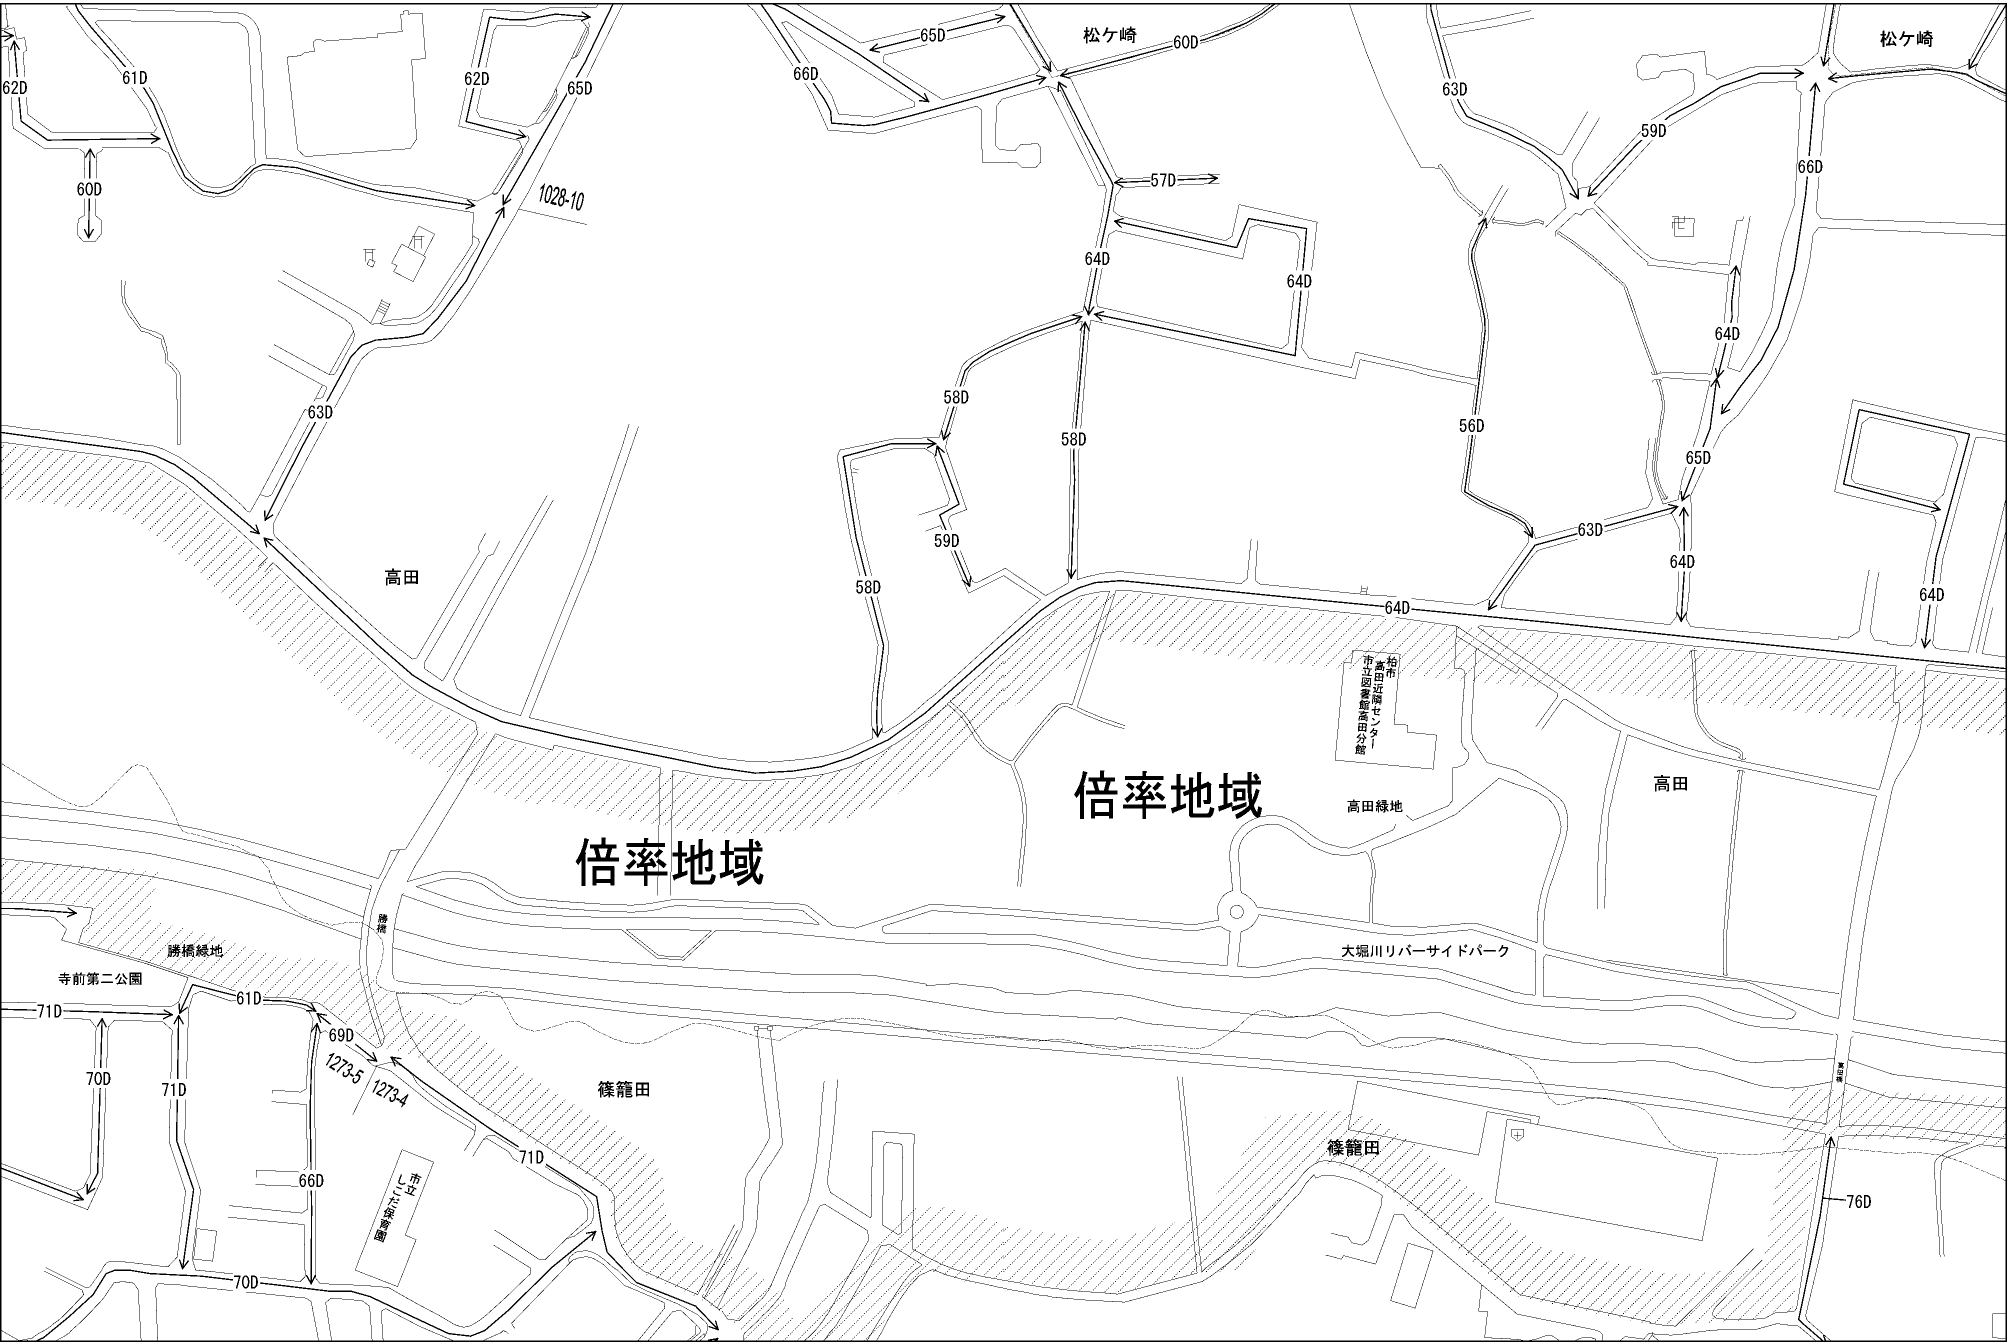 松ケ崎
松ケ崎
65D
60D
61D
62D
62D
65D
66D
63D
59D
66D
60D
57D
1028-10
64D
64D
64D
63D
58D
58D
56D
65D
63D
59D
64D
58D
64D
64D
高田
柏市
高田近隣センター
市立図書館高田分館
高田
倍率地域
高田緑地
倍率地域
勝橋
勝橋緑地
大堀川リバーサイドパーク
寺前第二公園
61D
71D
69D
1273-5
1273-4
70D
71D
篠籠田
高田橋
篠籠田
71D
66D
市立
しこだ保育園
76D
70D